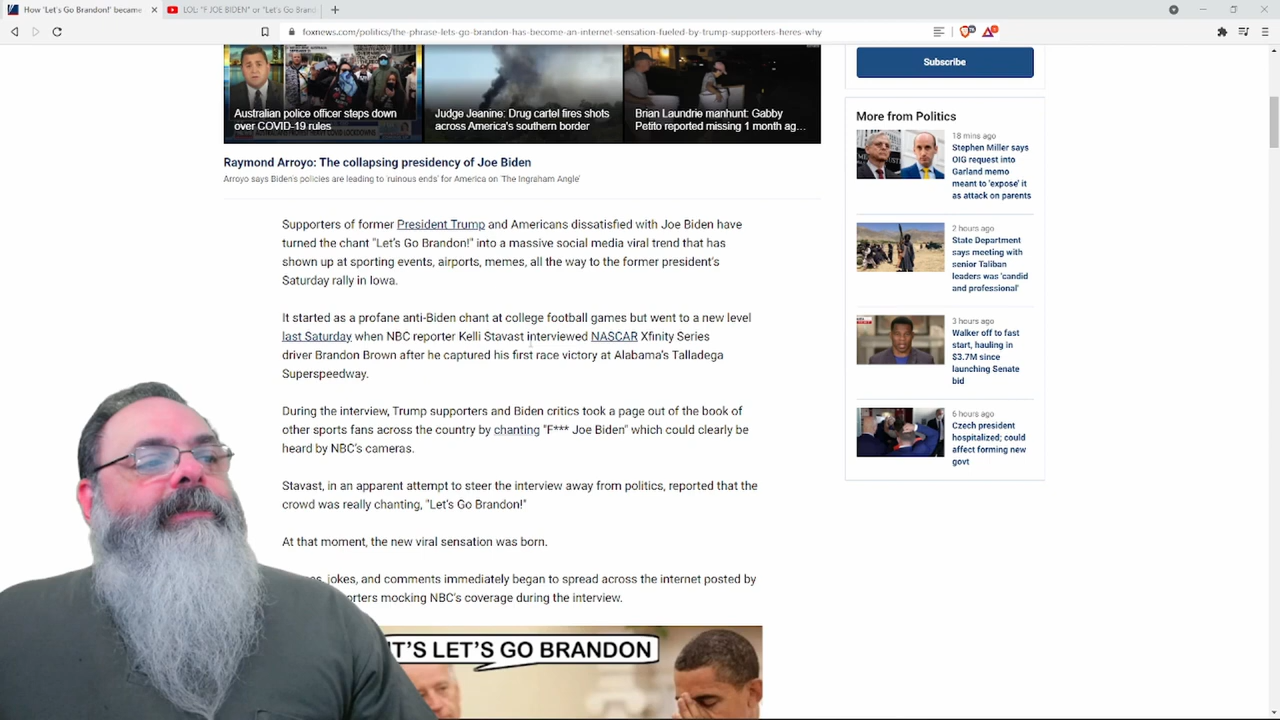 How 'Let's Go Brandon!' became
LOL: "F JOE BIDEN" or "Let's Go Bran
foxnews.com/politics/the-phrase-lets-go-brandon-has-become-an-internet-sensation-fueled-by-trump-supporters-heres-why
Australian police officer steps down
over COVID-19 rules
Judge Jeanine: Drug cartel fires shots
across America's southern border
Brian Laundrie manhunt: Gabby
Petito reported missing 1 month ag...
Raymond Arroyo: The collapsing presidency of Joe Biden
Arroyo says Biden's policies are leading to 'ruinous ends' for America on 'The Ingraham Angle'
Supporters of former President Trump and Americans dissatisfied with Joe Biden have
turned the chant "Let's Go Brandon!" into a massive social media viral trend that has
shown up at sporting events, airports, memes, all the way to the former president's
Saturday rally in Iowa.
It started as a profane anti-Biden chant at college football games but went to a new level
last Saturday when NBC reporter Kelli Stavast interviewed NASCAR Xfinity Series
driver Brandon Brown after he captured his first race victory at Alabama's Talladega
Superspeedway.
During the interview, Trump supporters and Biden critics took a page out of the book of
other sports fans across the country by chanting "F*** Joe Biden" which could clearly be
heard by NBC's cameras.
Stavast, in an apparent attempt to steer the interview away from politics, reported that the
crowd was really chanting, "Let's Go Brandon!"
At that moment, the new viral sensation was born.
jokes, and comments immediately began to spread across the internet posted by
mocking NBC's coverage during the interview.
LET'S GO BRANDON
Subscribe
More from Politics
18 mins ago
Stephen Miller says
OIG request into
Garland memo
meant to 'expose' it
as attack on parents
2 hours ago
State Department
says meeting with
senior Taliban
leaders was 'candid
and professional'
3 hours ago
Walker off to fast
start, hauling in
$3.7M since
launching Senate
bid
6 hours ago
Czech president
hospitalized; could
affect forming new
govt